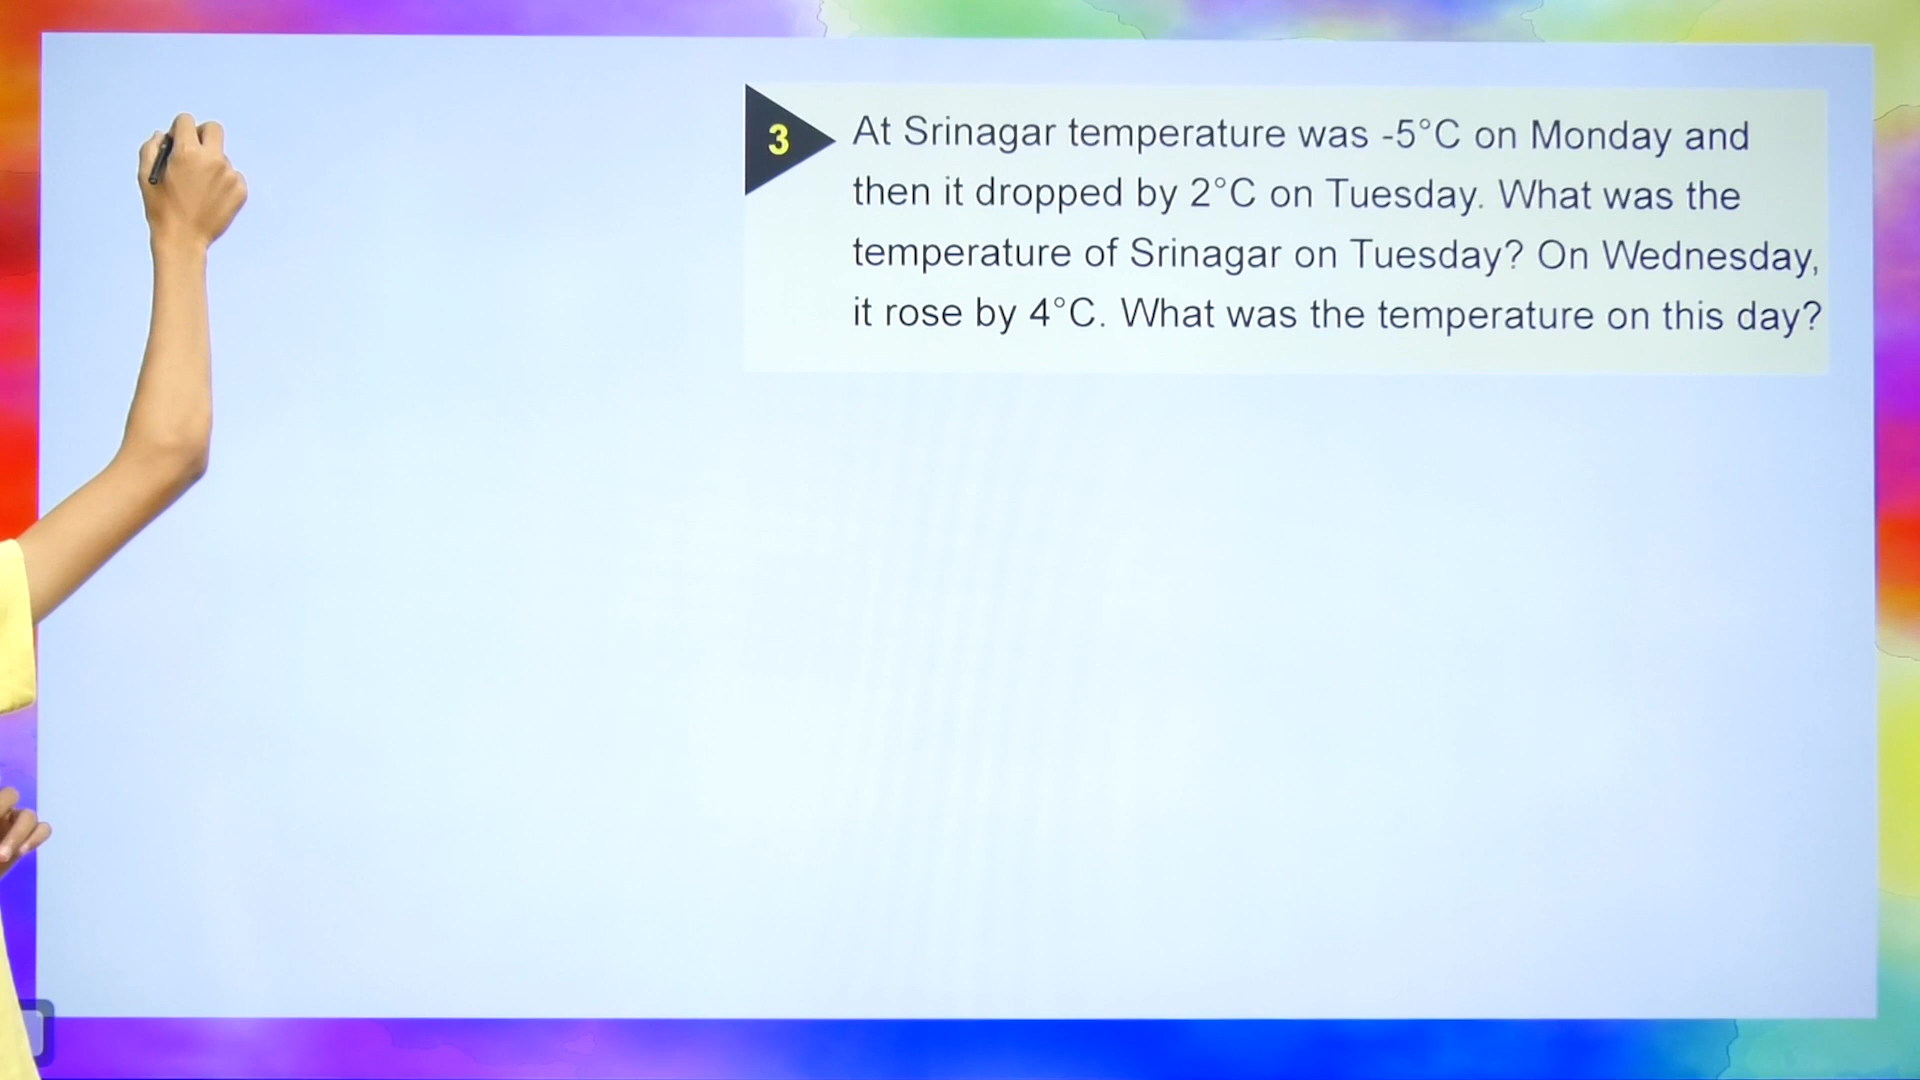 3
At Srinagar temperature was -5°C on Monday and
then it dropped by 2°C on Tuesday. What was the
temperature of Srinagar on Tuesday? On Wednesday,
it rose by 4°C. What was the temperature on this day?